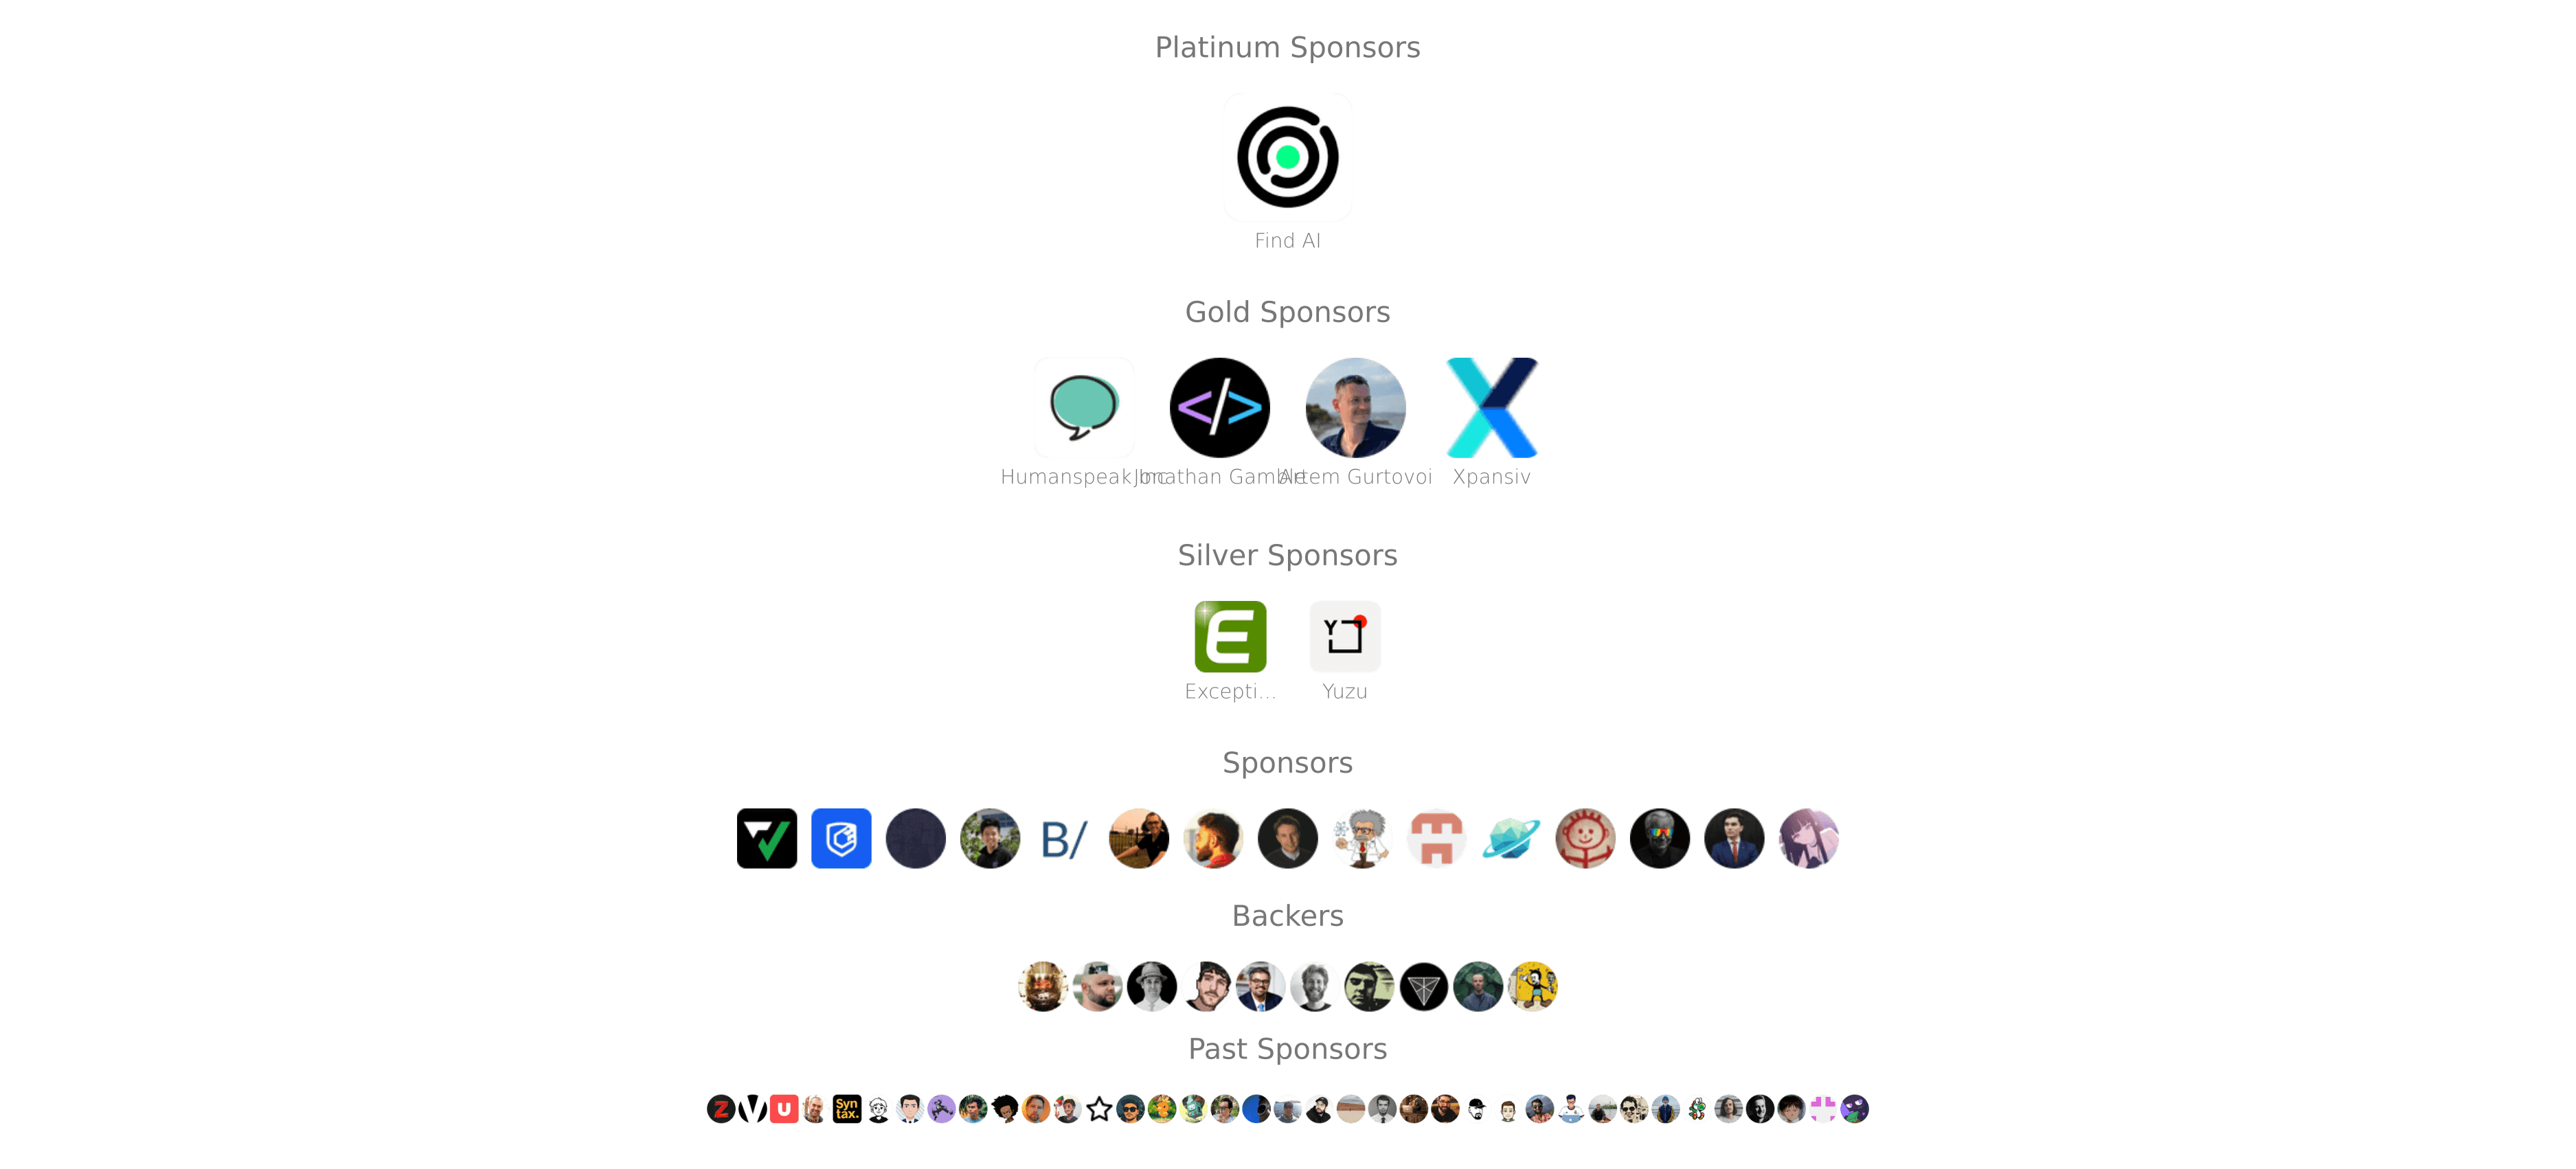 Platinum Sponsors
Find AI
Gold Sponsors
Humanspeak Inc Jonathan Gamble Artem Gurtovoi Xpansiv
Silver Sponsors
E Y
Excepti... Yuzu
Sponsors
B/
Backers
Past Sponsors
Z V U Syn
tax.